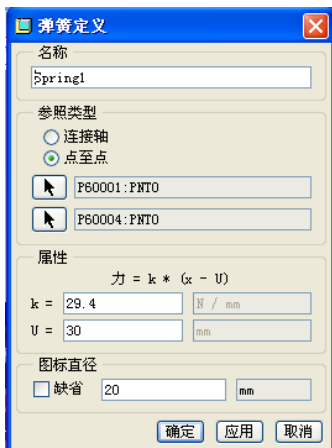 弹簧定义
名称
Spring1
参照类型
连接轴
点至点
P60001:PNT0
P60004:PNT0
属性
力 = k * (x - U)
k = 29.4 N / mm
U = 30 mm
图标直径
缺省 20 mm
确定 应用 取消